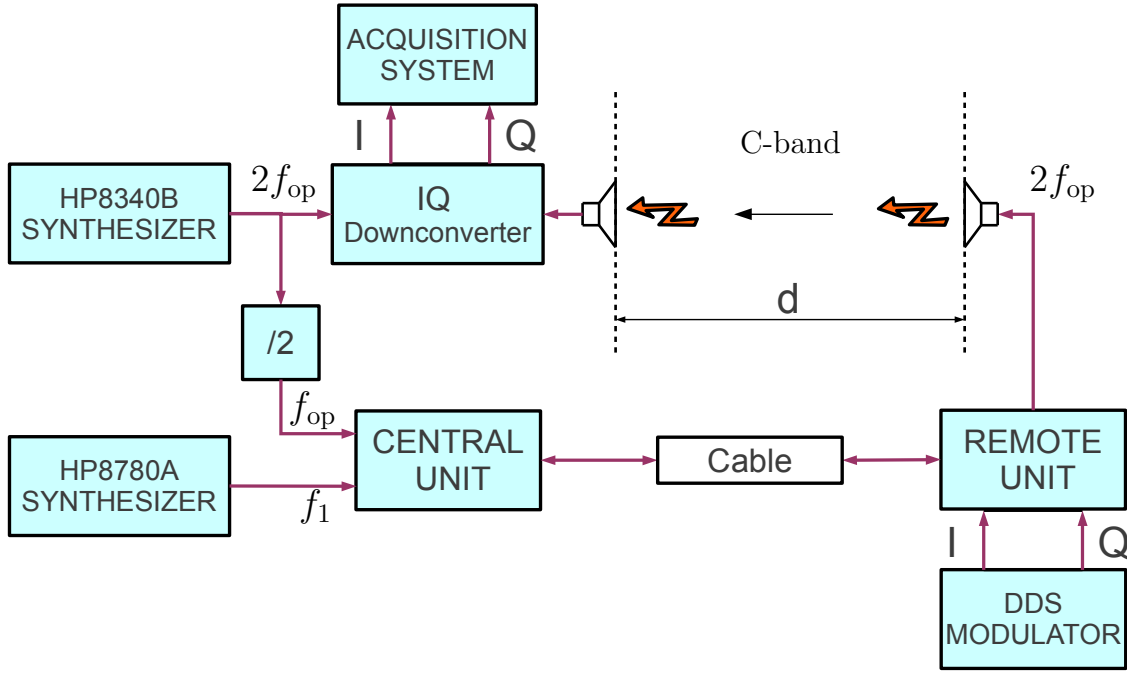 ACQUISITION
SYSTEM
I
Q
C-band
2f_op
HP8340B
SYNTHESIZER
2f_op
IQ
Downconverter
d
/2
f_op
HP8780A
SYNTHESIZER
f_1
CENTRAL
UNIT
Cable
REMOTE
UNIT
I
Q
DDS
MODULATOR